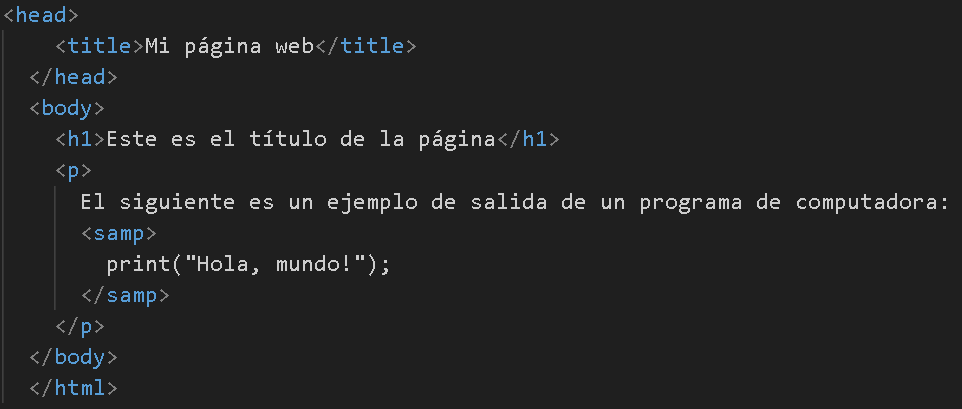 <head>
<title>Mi página web</title>
</head>
<body>
<h1>Este es el título de la página</h1>
<p>
El siguiente es un ejemplo de salida de un programa de computadora:
<samp>
print("Hola, mundo!");
</samp>
</p>
</body>
</html>